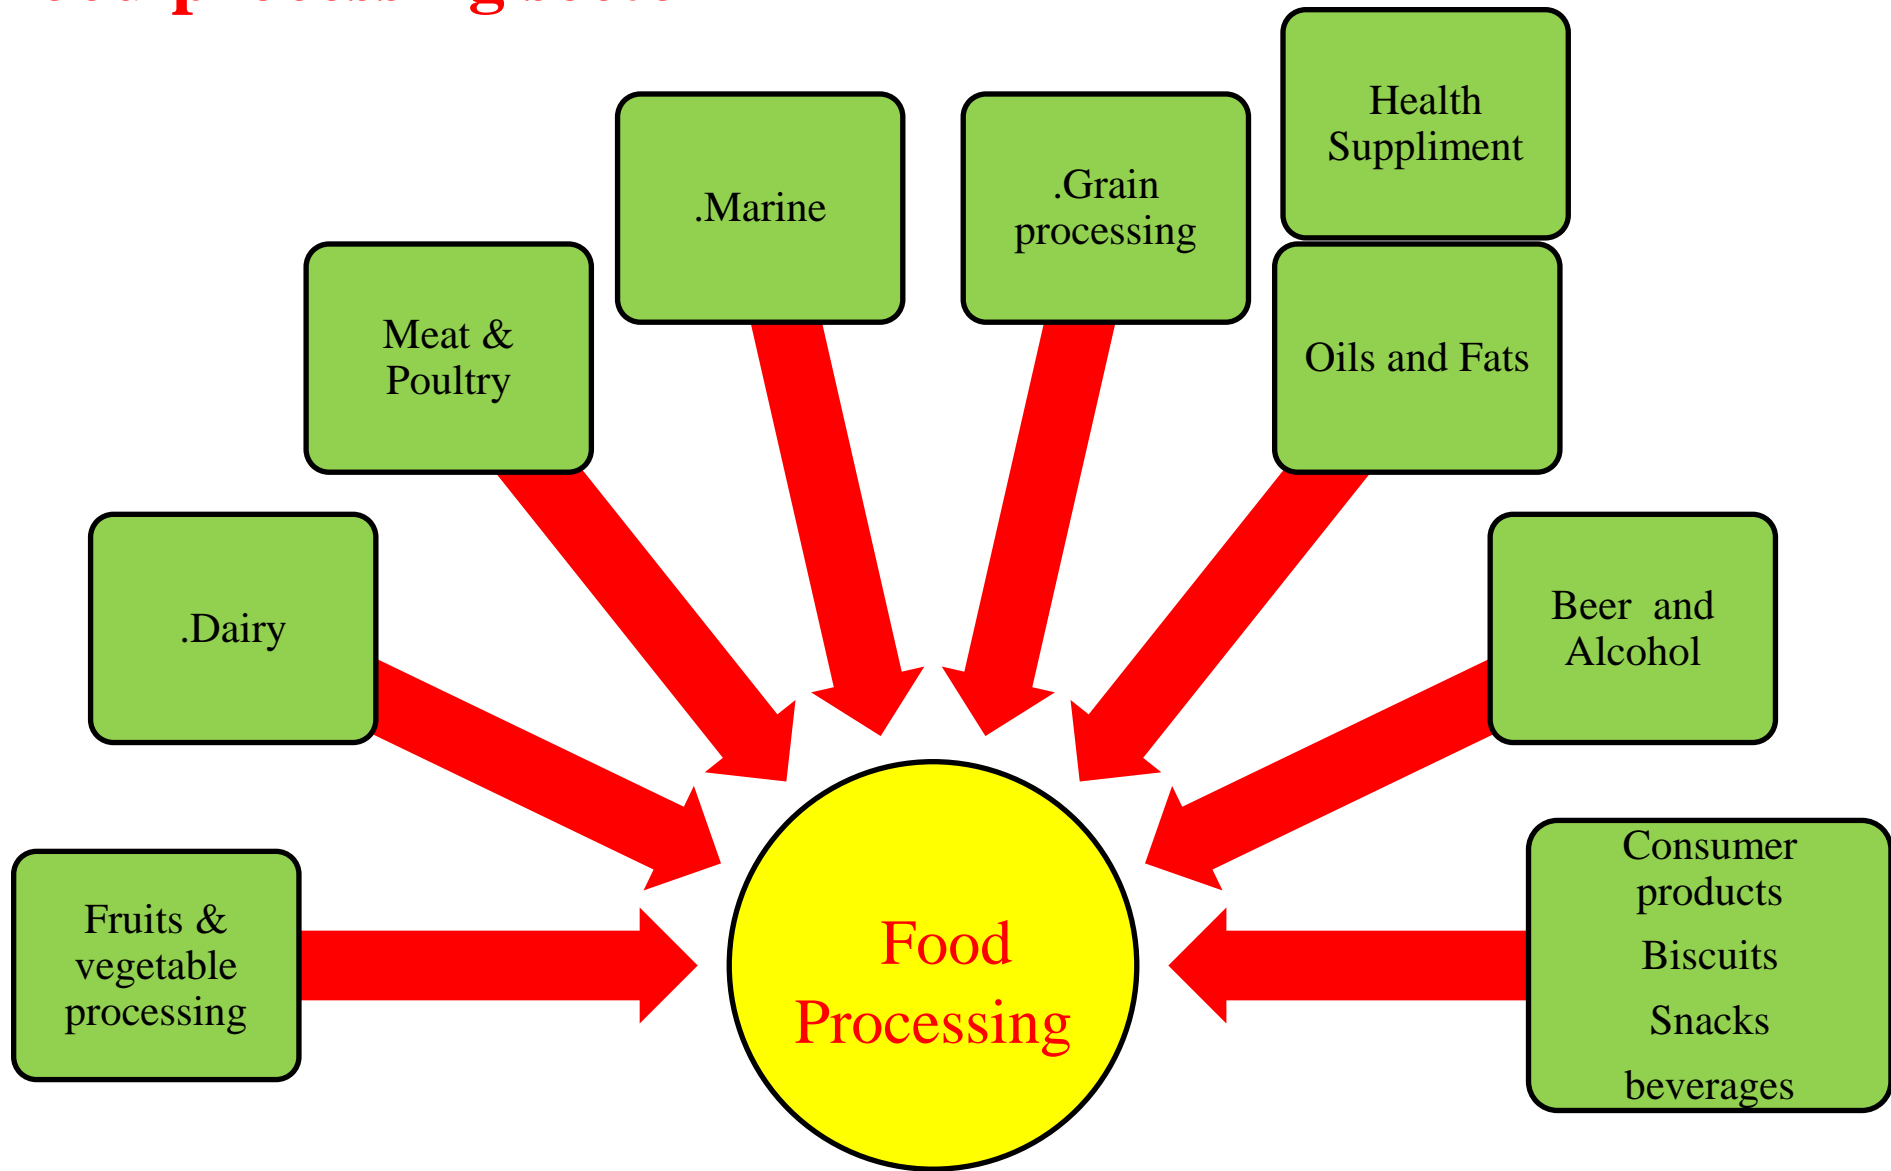 processing
Health
Suppliment
.Marine
.Grain
processing
Meat &
Poultry
Oils and Fats
.Dairy
Beer and
Alcohol
Fruits &
vegetable
processing
Consumer
products
Biscuits
Snacks
beverages
Food
Processing